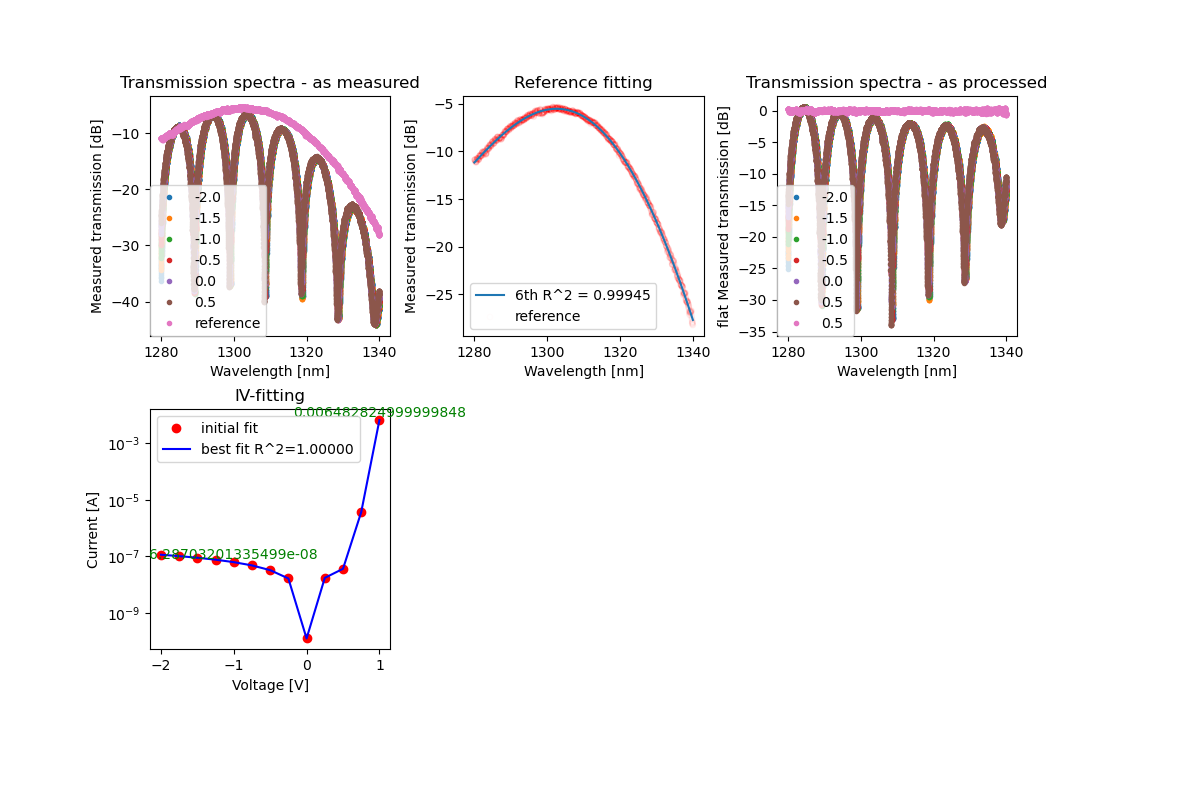 Transmission spectra - as measured
Measured transmission [dB]
−10
−20
−30
−40
-2.0
-1.5
-1.0
-0.5
0.0
0.5
reference
1280
1300
1320
1340
Wavelength [nm]
Reference fitting
Measured transmission [dB]
−5
−10
−15
−20
−25
6th R^2 = 0.99945
reference
1280
1300
1320
1340
Wavelength [nm]
Transmission spectra - as processed
flat Measured transmission [dB]
0
−5
−10
−15
−20
−25
−30
−35
-2.0
-1.5
-1.0
-0.5
0.0
0.5
0.5
1280
1300
1320
1340
Wavelength [nm]
IV-fitting
0.006482824999999848
initial fit
best fit R^2=1.00000
Current [A]
10−3
10−5
10−7
10−9
6.28703201335499e-08
−2
−1
0
1
Voltage [V]